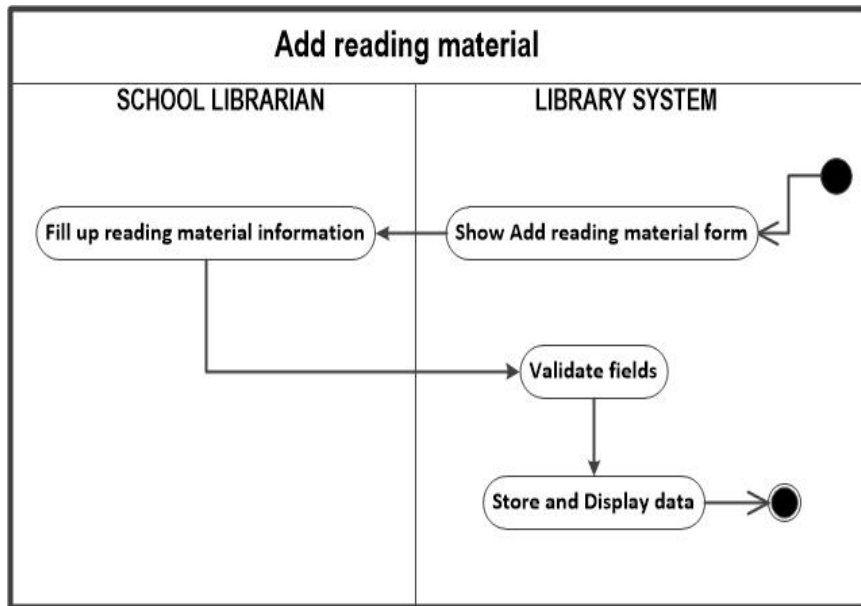 Add reading material
SCHOOL LIBRARIAN
LIBRARY SYSTEM
Fill up reading material information
Show Add reading material form
Validate fields
Store and Display data